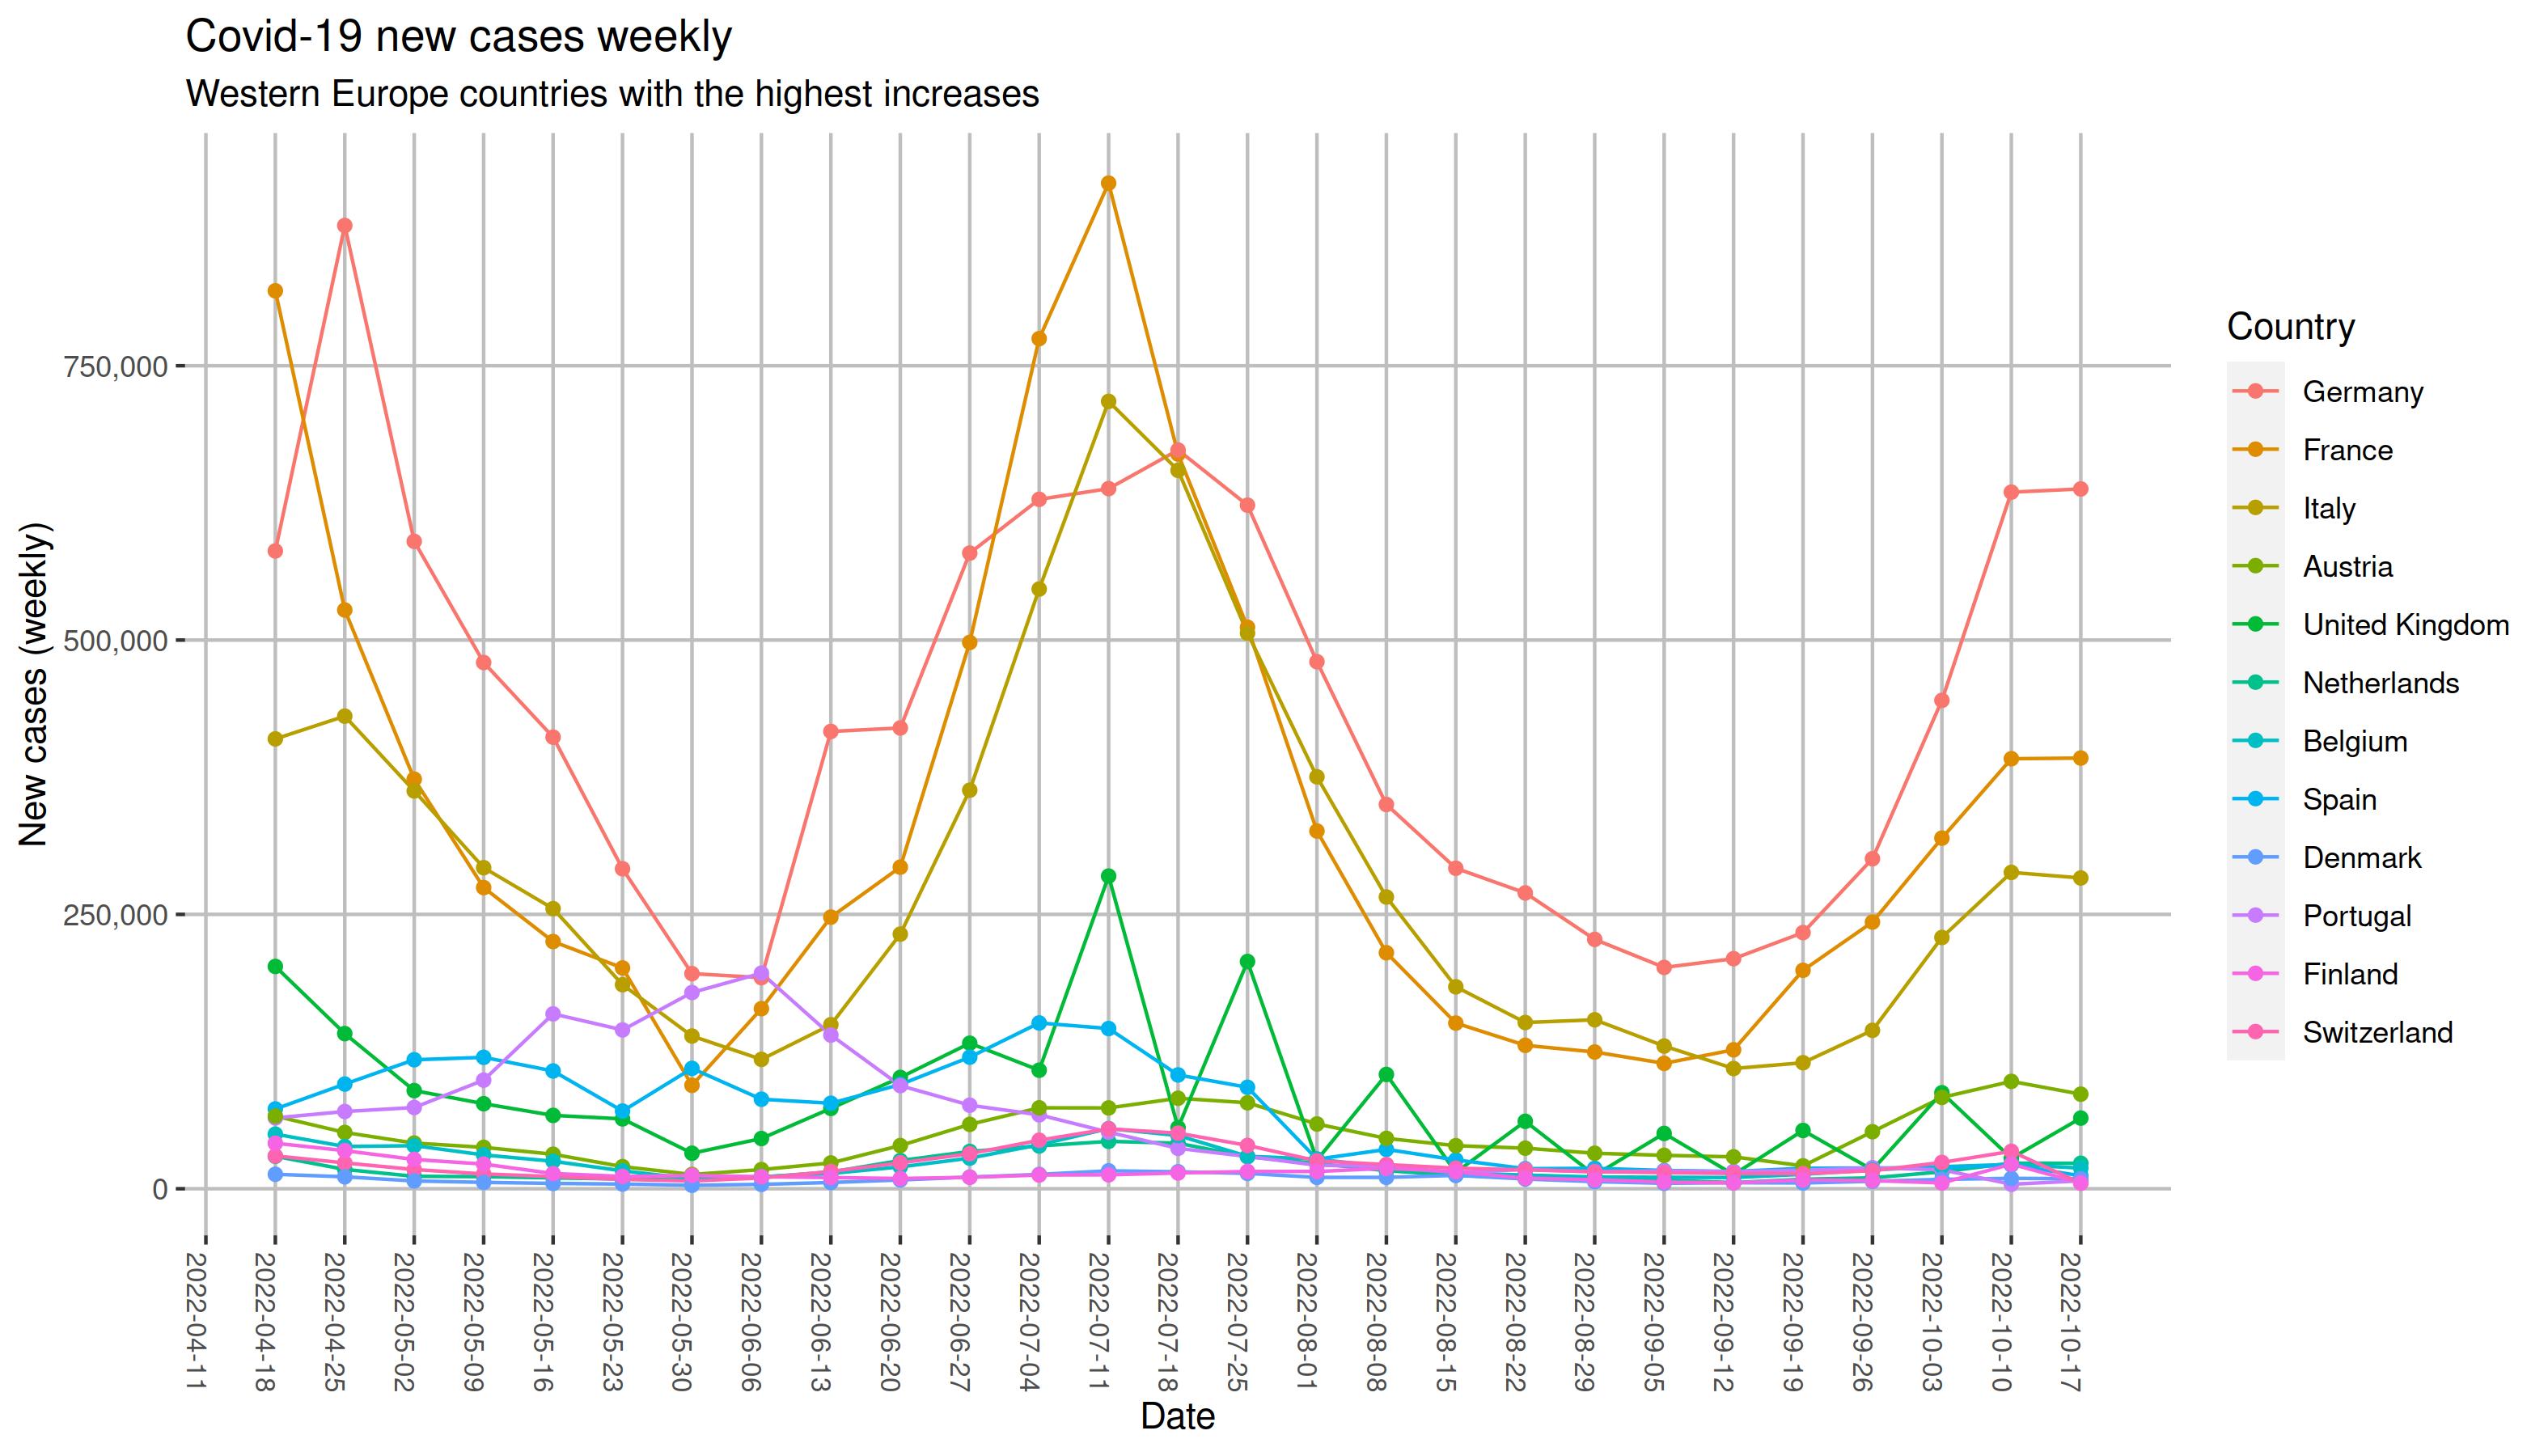 Covid-19 new cases weekly
Western Europe countries with the highest increases
New cases (weekly)
750,000
500,000
250,000
0
2022-04-11
2022-04-18
2022-04-25
2022-05-02
2022-05-09
2022-05-16
2022-05-23
2022-05-30
2022-06-06
2022-06-13
2022-06-20
2022-06-27
2022-07-04
2022-07-11
2022-07-18
2022-07-25
2022-08-01
2022-08-08
2022-08-15
2022-08-22
2022-08-29
2022-09-05
2022-09-12
2022-09-19
2022-09-26
2022-10-03
2022-10-10
2022-10-17
Date
Country
Germany
France
Italy
Austria
United Kingdom
Netherlands
Belgium
Spain
Denmark
Portugal
Finland
Switzerland